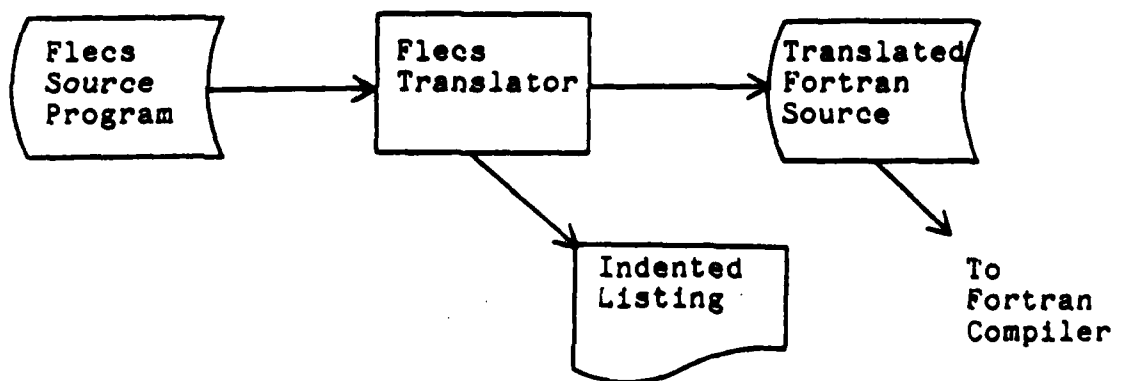 Flecs
Source
Program
Flecs
Translator
Translated
Fortran
Source
Indented
Listing
To
Fortran
Compiler